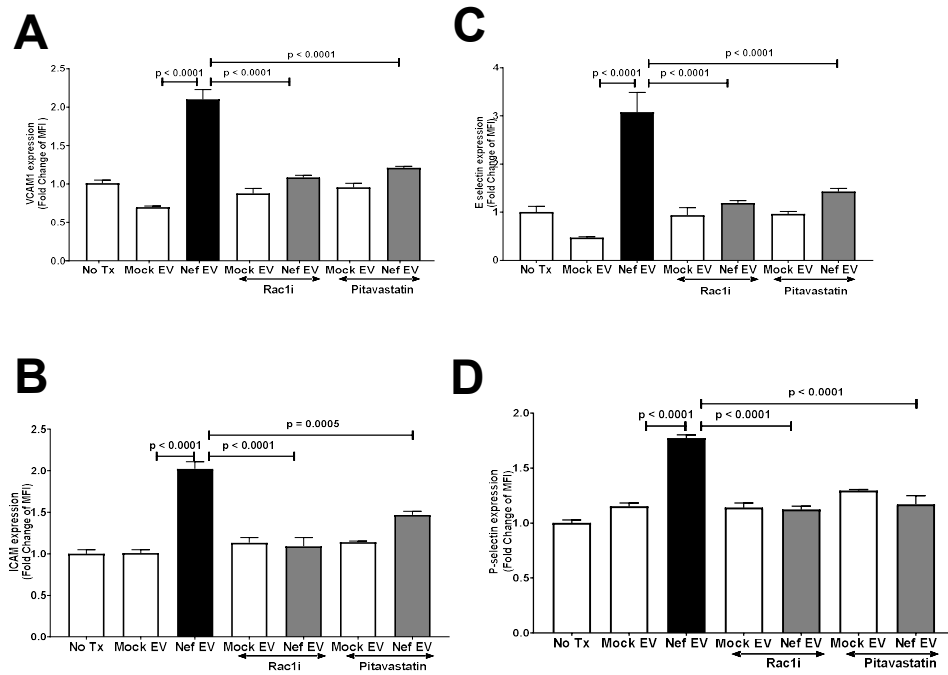 A
p < 0.0001
p < 0.0001
p < 0.0001
VCAM1 expression
(Fold Change of MFI)
2.5
2.0
1.5
1.0
0.5
0.0
No Tx
Mock EV
Nef EV
Mock EV
Nef EV
Mock EV
Nef EV
Rac1i
Pitavastatin
C
p < 0.0001
p < 0.0001
p < 0.0001
E selectin expression
(Fold Change of MFI)
4
3
2
1
0
No Tx
Mock EV
Nef EV
Mock EV
Nef EV
Mock EV
Nef EV
Rac1i
Pitavastatin
B
p = 0.0005
p < 0.0001
p < 0.0001
ICAM expression
(Fold Change of MFI)
2.5
2.0
1.5
1.0
0.5
0.0
No Tx
Mock EV
Nef EV
Mock EV
Nef EV
Mock EV
Nef EV
Rac1i
Pitavastatin
D
p < 0.0001
p < 0.0001
p < 0.0001
P-selectin expression
(Fold Change of MFI)
2.0
1.5
1.0
0.5
0.0
No Tx
Mock EV
Nef EV
Mock EV
Nef EV
Mock EV
Nef EV
Rac1i
Pitavastatin